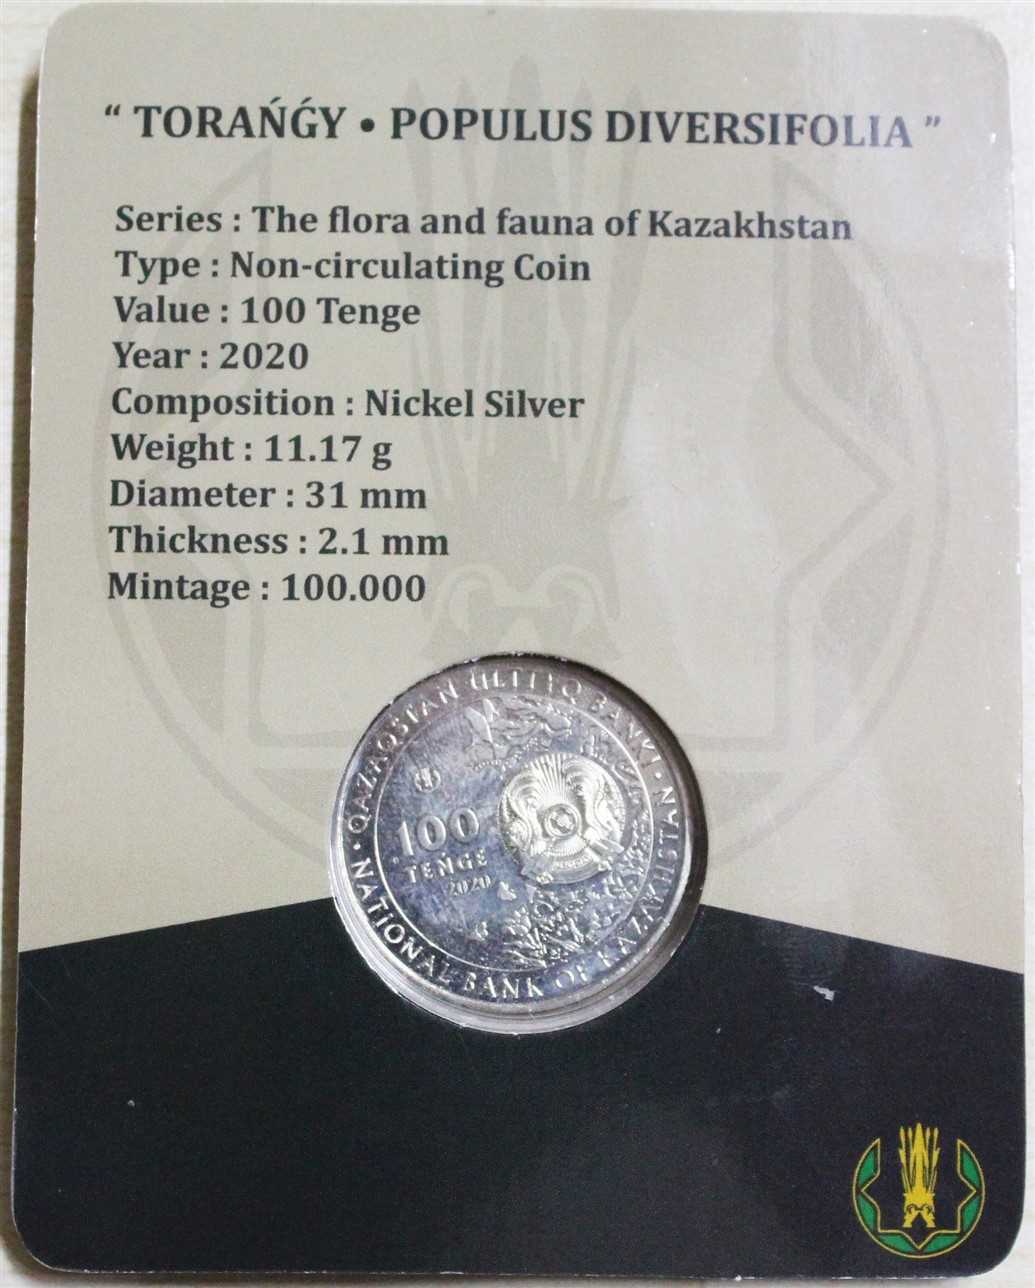 “ TORAŃǴY • POPULUS DIVERSIFOLIA ”
Series : The flora and fauna of Kazakhstan
Type : Non-circulating Coin
Value : 100 Tenge
Year : 2020
Composition : Nickel Silver
Weight : 11.17 g
Diameter : 31 mm
Thickness : 2.1 mm
Mintage : 100.000
• QAZAQSTAN ULTTYQ BANKI •
100
TEŃGE
2020
NATIONAL BANK OF KAZAKHSTAN